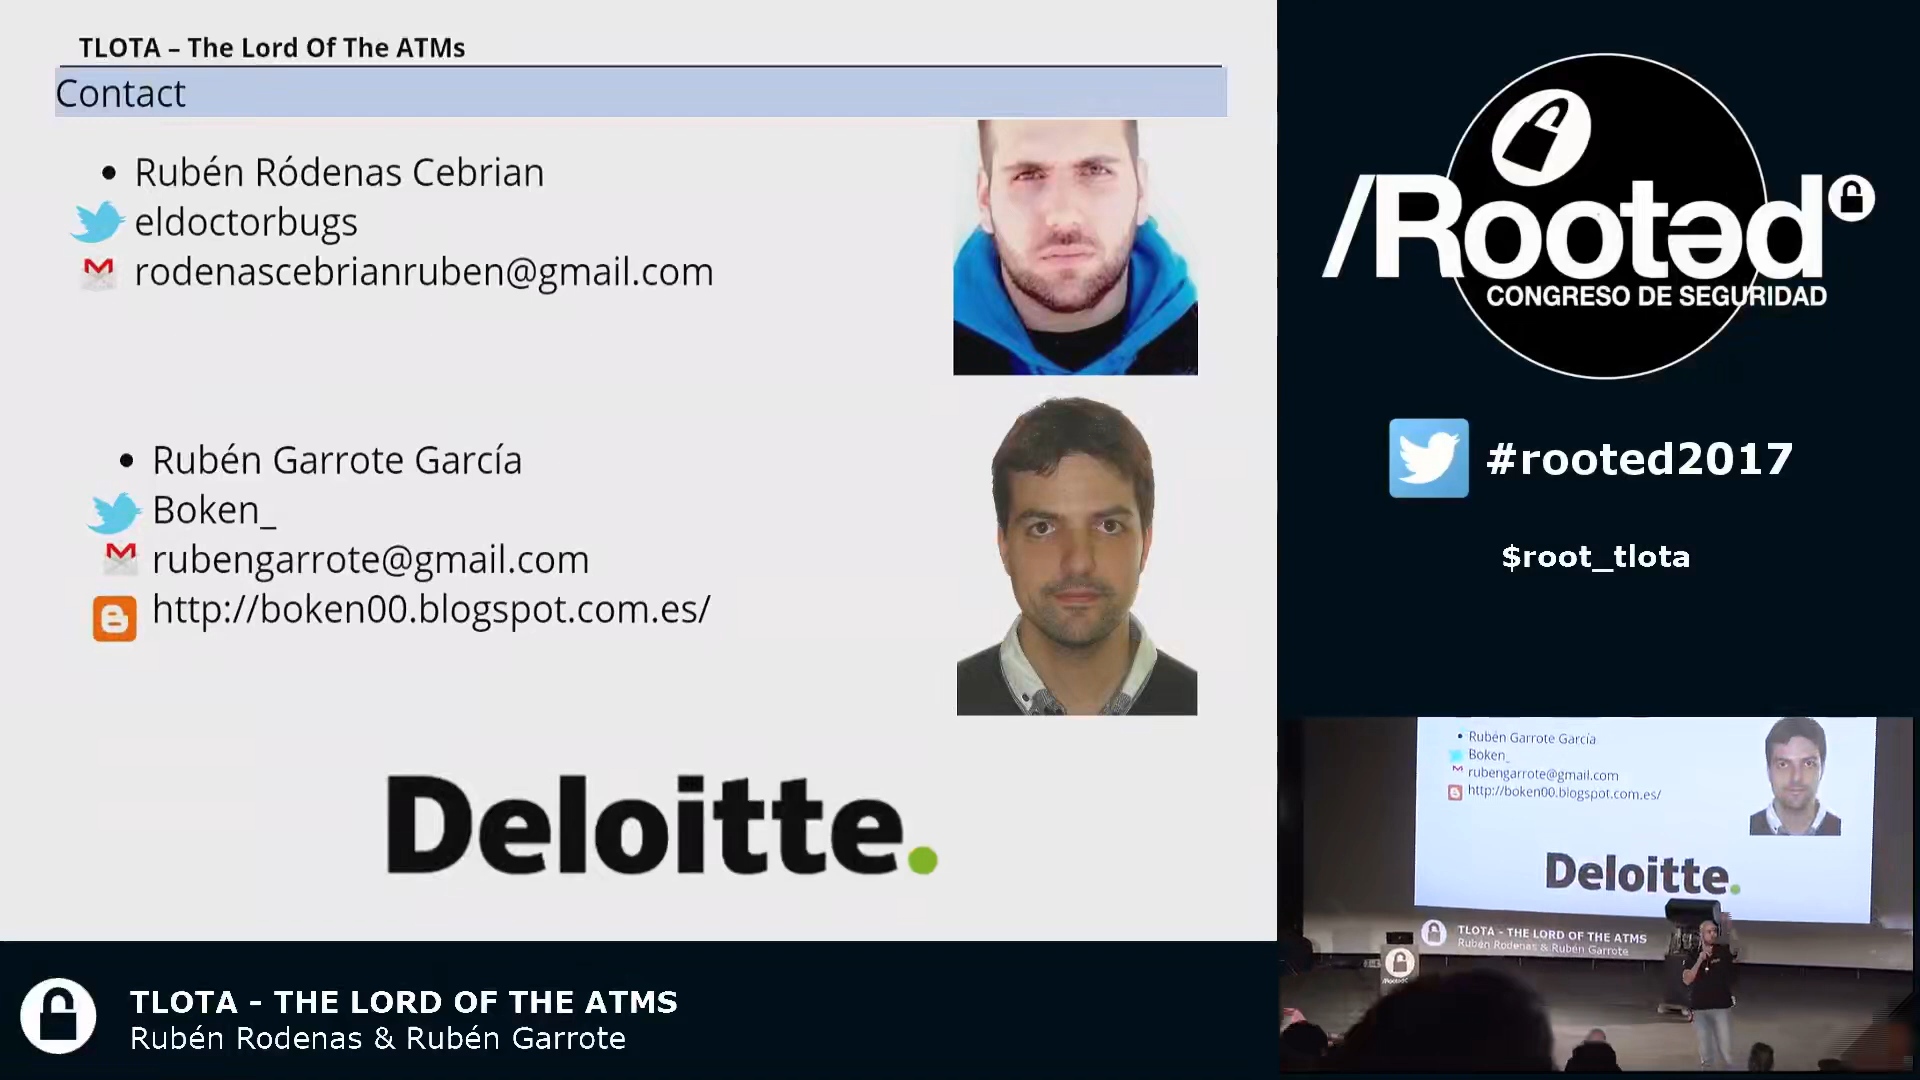 TLOTA – The Lord Of The ATMs
Contact
• Rubén Ródenas Cebrian
eldoctorbugs
rodenascebrianruben@gmail.com
• Rubén Garrote García
Boken_
rubengarrote@gmail.com
http://boken00.blogspot.com.es/
Deloitte.
TLOTA - THE LORD OF THE ATMS
Rubén Rodenas & Rubén Garrote
/Rootəd
CONGRESO DE SEGURIDAD
#rooted2017
$root_tlota
• Rubén Garrote García
Boken_
rubengarrote@gmail.com
http://boken00.blogspot.com.es/
Deloitte.
TLOTA - THE LORD OF THE ATMS
Rubén Rodenas & Rubén Garrote